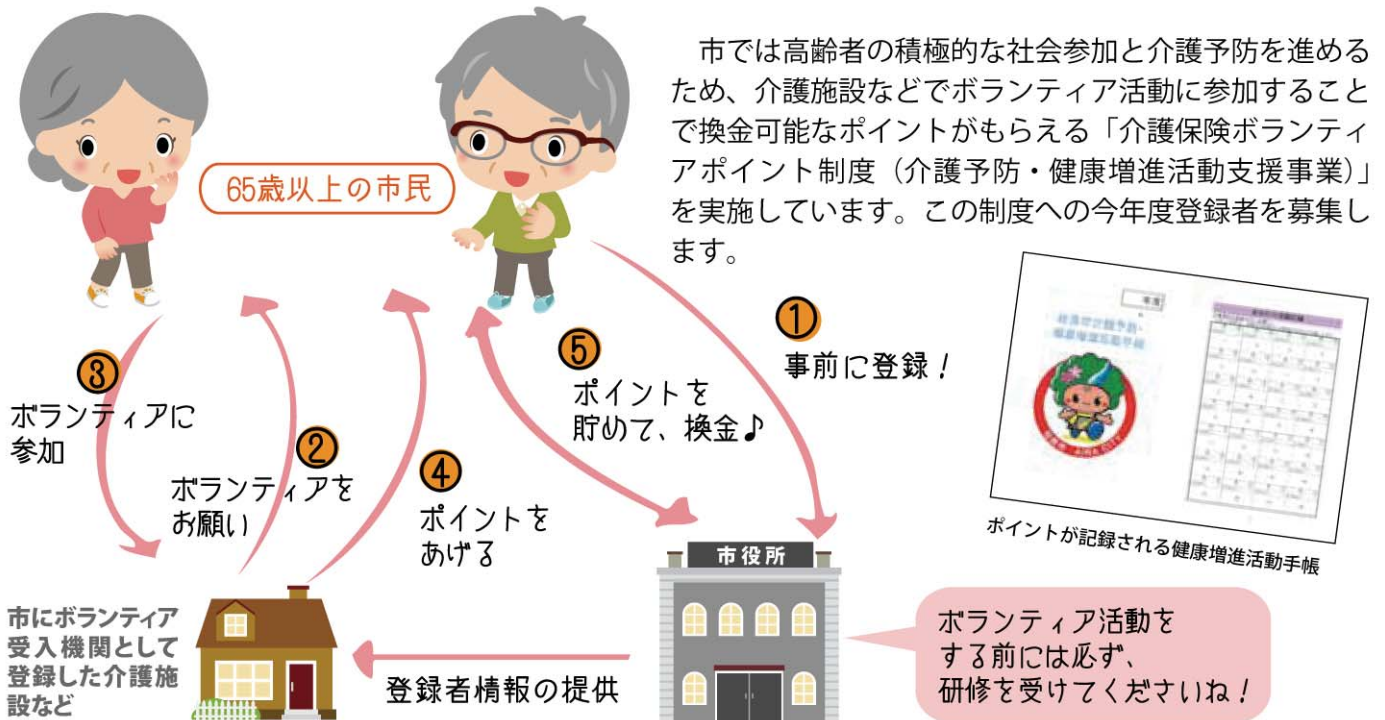 市では高齢者の積極的な社会参加と介護予防を進める
ため、介護施設などでボランティア活動に参加すること
で換金可能なポイントがもらえる「介護保険ボランティ
アポイント制度（介護予防・健康増進活動支援事業）」
を実施しています。この制度への今年度登録者を募集し
ます。
65歳以上の市民
①
事前に登録！
②
ボランティアを
お願い
③
ボランティアに
参加
④
ポイントを
あげる
⑤
ポイントを
貯めて、換金♪
ポイントが記録される健康増進活動手帳
市役所
市にボランティア
受入機関として
登録した介護施
設など
登録者情報の提供
ボランティア活動を
する前には必ず、
研修を受けてくださいね！